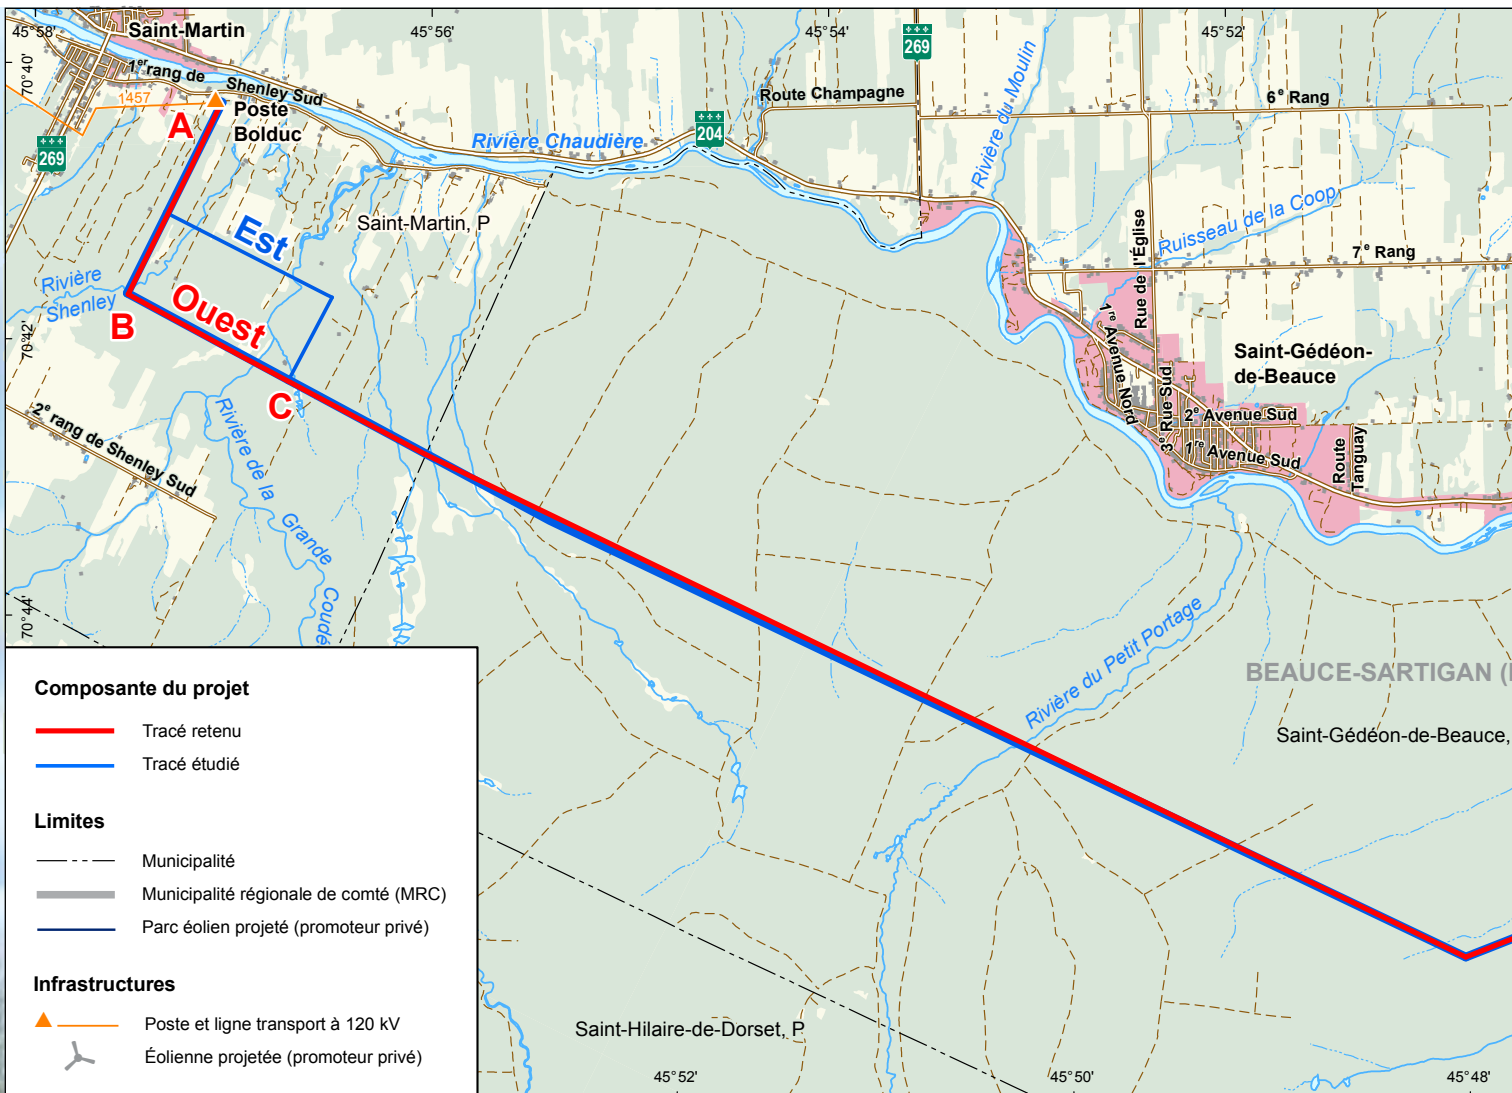 45°58'
45°56'
45°54'
45°52'
70°40'
70°42'
70°44'
Saint-Martin
1er rang de Shenley Sud
1457
Poste
Bolduc
A
269
269
204
Route Champagne
Rivière Chaudière
Rivière du Moulin
6e Rang
Saint-Martin, P
Est
Ouest
Rivière
Shenley
B
C
Rue de l'Église
Ruisseau de la Coop
7e Rang
1re Avenue Nord
Saint-Gédéon-
de-Beauce
3e Rue Sud
2e Avenue Sud
1re Avenue Sud
Route
Tanguay
2e rang de Shenley Sud
Rivière de la Grande Coudé
Rivière du Petit Portage
BEAUCE-SARTIGAN (
Saint-Gédéon-de-Beauce,
Saint-Hilaire-de-Dorset, P
45°52'
45°50'
45°48'
Composante du projet
Tracé retenu
Tracé étudié
Limites
Municipalité
Municipalité régionale de comté (MRC)
Parc éolien projeté (promoteur privé)
Infrastructures
Poste et ligne transport à 120 kV
Éolienne projetée (promoteur privé)